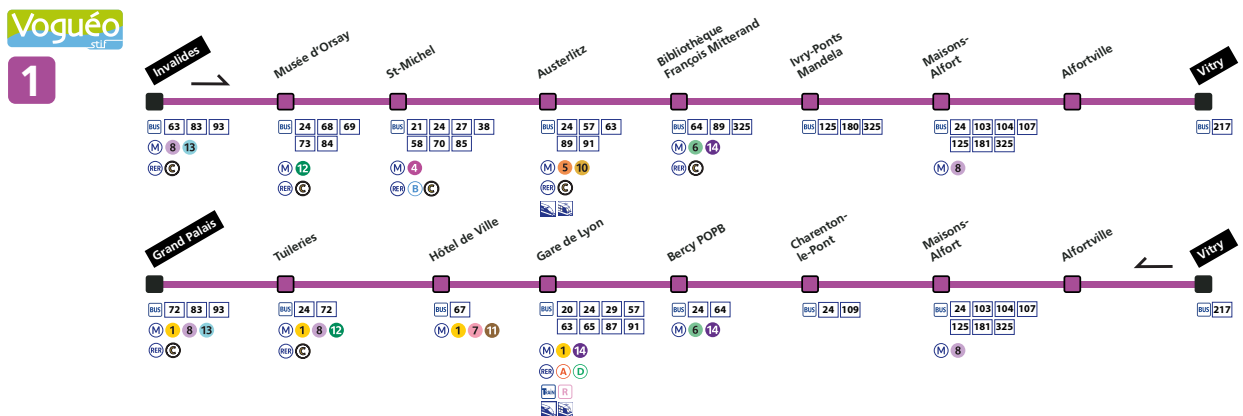 Voguéo
stif
1
Invalides
Musée d'Orsay
St-Michel
Austerlitz
Bibliothèque
François Mitterand
Ivry-Ponts
Mandela
Maisons-
Alfort
Alfortville
Vitry
BUS 63 83 93
M 8 13
RER C
BUS 24 68 69
73 84
M 12
RER C
BUS 21 24 27 38
58 70 85
M 4
RER B C
BUS 24 57 63
89 91
M 5 10
RER C
BUS 64 89 325
M 6 14
RER C
BUS 125 180 325
BUS 24 103 104 107
125 181 325
M 8
BUS 217
Grand Palais
Tuileries
Hôtel de Ville
Gare de Lyon
Bercy POPB
Charenton-
le-Pont
Maisons-
Alfort
Alfortville
Vitry
BUS 72 83 93
M 1 8 13
RER C
BUS 24 72
M 1 8 12
RER C
BUS 67
M 1 7 11
BUS 20 24 29 57
63 65 87 91
M 1 14
RER A D
Train R
BUS 24 64
M 6 14
BUS 24 109
BUS 24 103 104 107
125 181 325
M 8
BUS 217